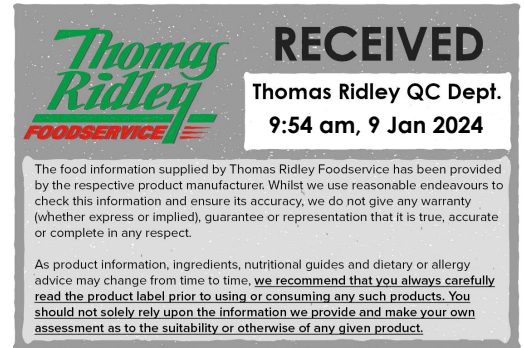 Thomas
Ridley
FOODSERVICE
RECEIVED
Thomas Ridley QC Dept.
9:54 am, 9 Jan 2024
The food information supplied by Thomas Ridley Foodservice has been provided
by the respective product manufacturer. Whilst we use reasonable endeavours to
check this information and ensure its accuracy, we do not give any warranty
(whether express or implied), guarantee or representation that it is true, accurate
or complete in any respect.
As product information, ingredients, nutritional guides and dietary or allergy
advice may change from time to time, we recommend that you always carefully
read the product label prior to using or consuming any such products. You
should not solely rely upon the information we provide and make your own
assessment as to the suitability or otherwise of any given product.